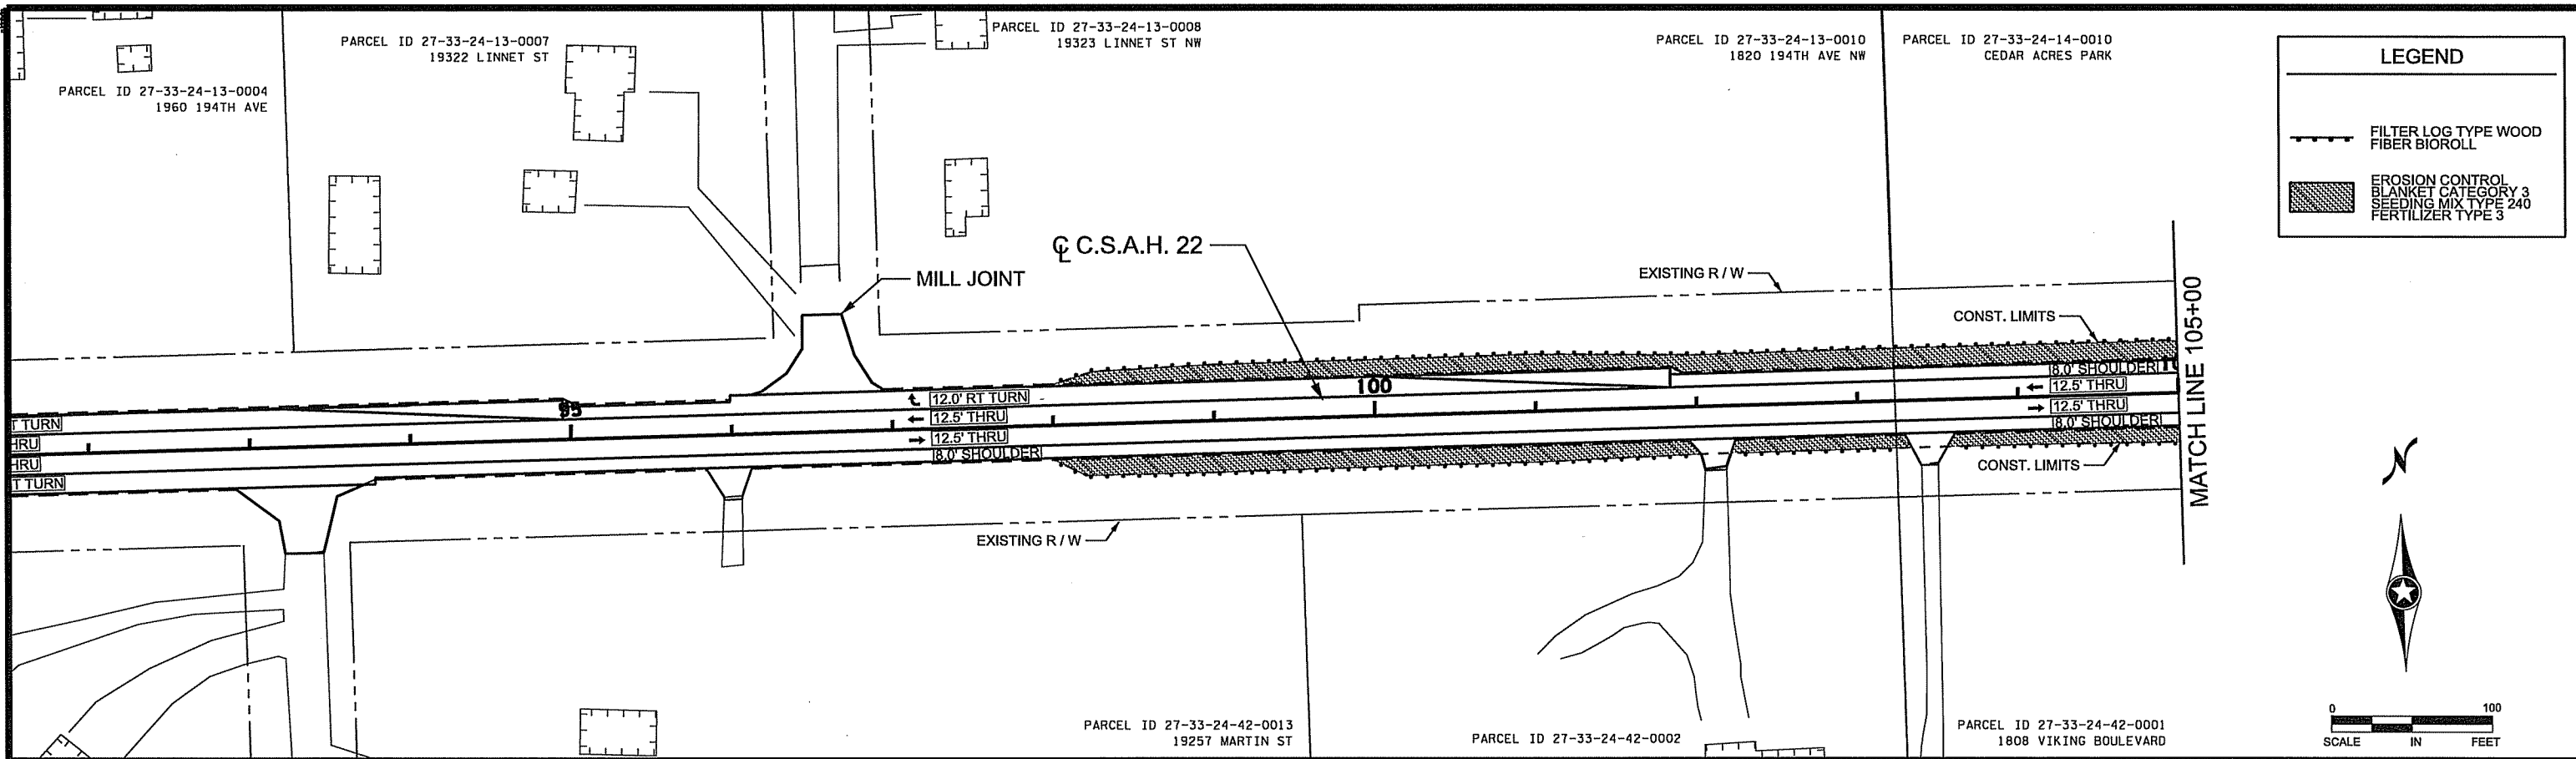 PARCEL ID 27-33-24-13-0004
1960 194TH AVE
PARCEL ID 27-33-24-13-0007
19322 LINNET ST
PARCEL ID 27-33-24-13-0008
19323 LINNET ST NW
PARCEL ID 27-33-24-13-0010
1820 194TH AVE NW
PARCEL ID 27-33-24-14-0010
CEDAR ACRES PARK
LEGEND
FILTER LOG TYPE WOOD
FIBER BIOROLL
EROSION CONTROL
BLANKET CATEGORY 3
SEEDING MIX TYPE 240
FERTILIZER TYPE 3
℄ C.S.A.H. 22
MILL JOINT
EXISTING R / W
CONST. LIMITS
MATCH LINE 105+00
95
100
T TURN
HRU
HRU
T TURN
12.0' RT TURN
12.5' THRU
12.5' THRU
8.0' SHOULDER
8.0' SHOULDER
12.5' THRU
12.5' THRU
8.0' SHOULDER
CONST. LIMITS
EXISTING R / W
N
PARCEL ID 27-33-24-42-0013
19257 MARTIN ST
PARCEL ID 27-33-24-42-0002
PARCEL ID 27-33-24-42-0001
1808 VIKING BOULEVARD
0 100
SCALE IN FEET